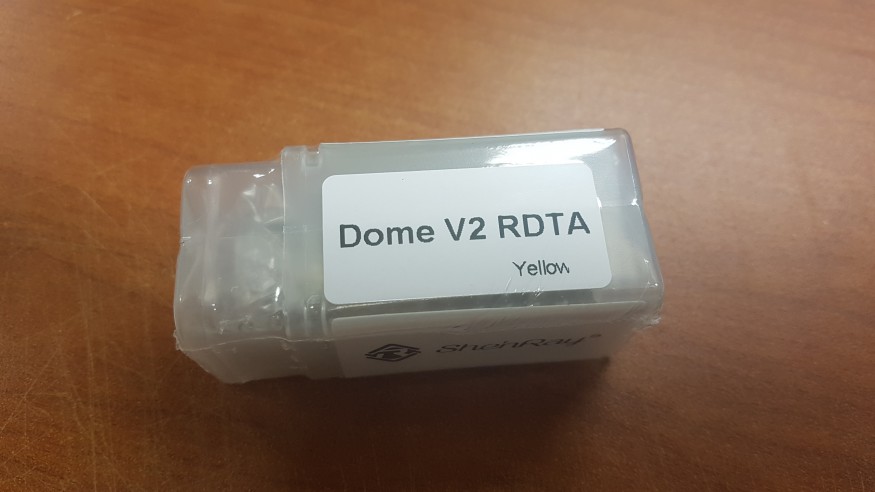 Dome V2 RDTA
Yellow
ShenRay®